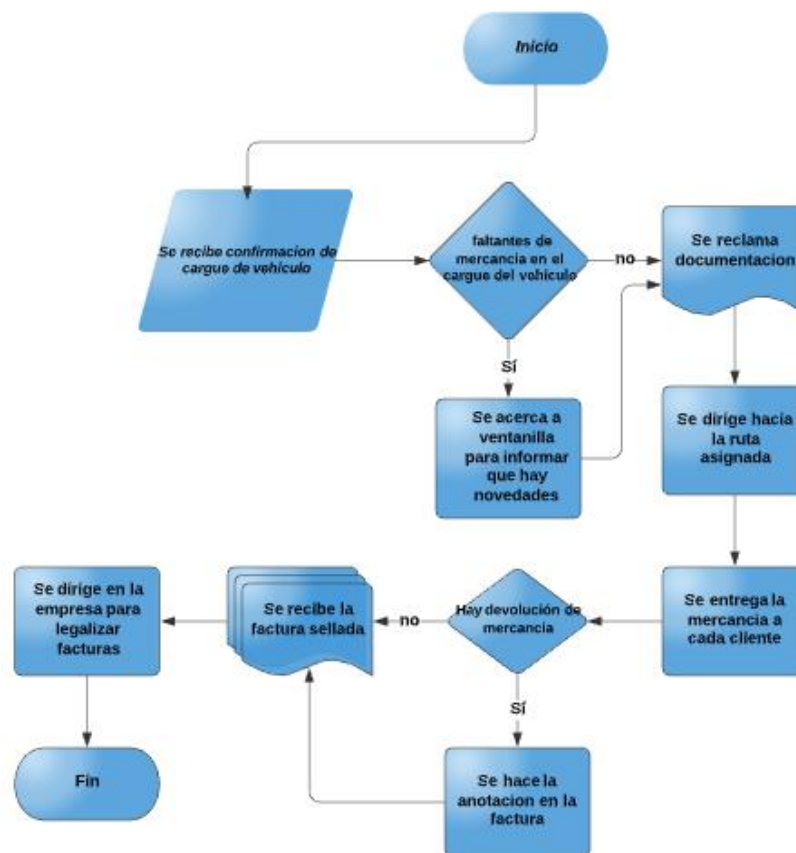 Inicio
Se recibe confirmacion de
cargue de vehículo
faltantes de
mercancia en el
cargue del vehículo
no
Se reclama
documentacion
Sí
Se acerca a
ventanilla
para informar
que hay
novedades
Se dirige hacia
la ruta
asignada
Se entrega la
mercancia a
cada cliente
Hay devolución de
mercancia
no
Se recibe la
factura sellada
Se dirige en la
empresa para
legalizar
facturas
Sí
Se hace la
anotacion en la
factura
Fin